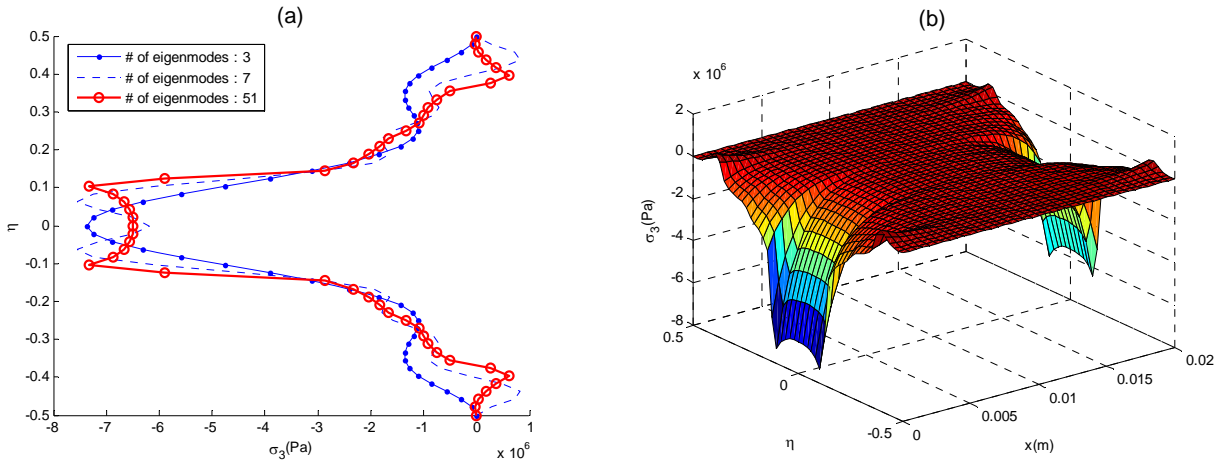 (a)
# of eigenmodes : 3
# of eigenmodes : 7
# of eigenmodes : 51
0.5
0.4
0.3
0.2
0.1
0
-0.1
-0.2
-0.3
-0.4
-0.5
η
-8
-7
-6
-5
-4
-3
-2
-1
0
1
x 10^6
σ_3(Pa)
(b)
x 10^6
2
0
-2
-4
-6
-8
σ_3(Pa)
0.5
0
-0.5
η
0
0.005
0.01
0.015
0.02
x(m)